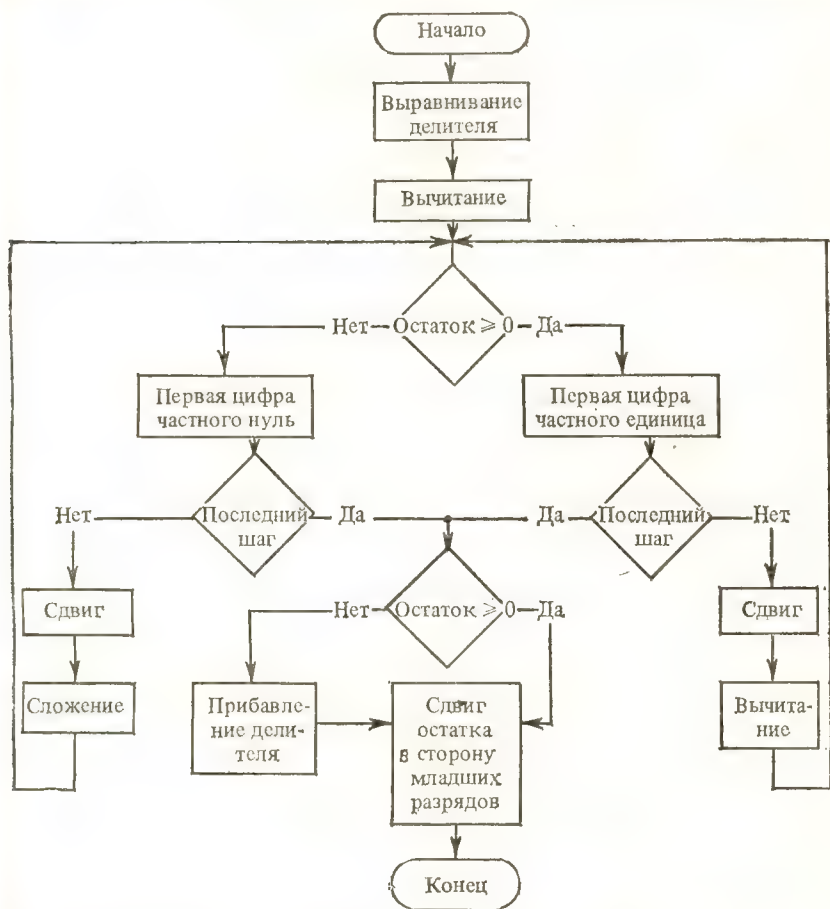 Начало
Выравнивание
делителя
Вычитание
Нет
Остаток ≥ 0
Да
Первая цифра
частного нуль
Первая цифра
частного единица
Нет
Последний
шаг
Да
Да
Последний
шаг
Нет
Сдвиг
Нет
Остаток ≥ 0
Да
Сдвиг
Сложение
Прибавле-
ние дели-
теля
Сдвиг
остатка
в сторону
младших
разрядов
Вычита-
ние
Конец